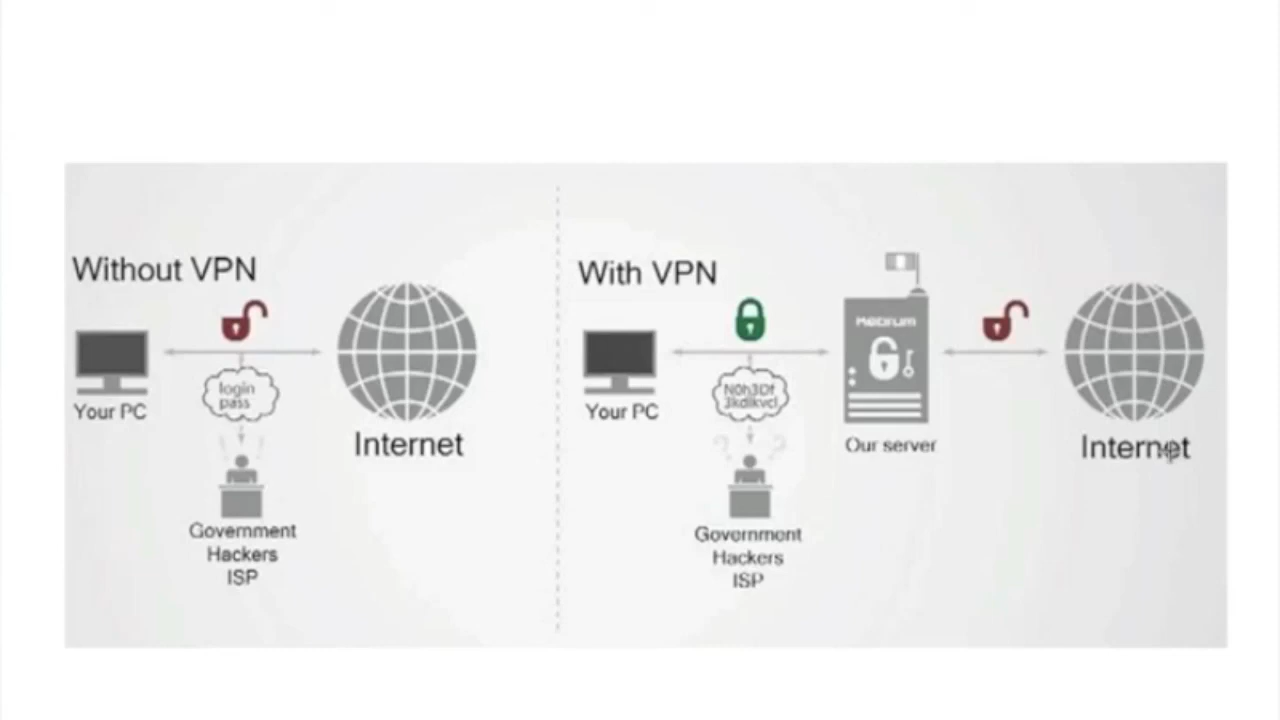 Without VPN
Your PC
login
pass
Internet
Government
Hackers
ISP
With VPN
Your PC
Our server
Internet
Government
Hackers
ISP